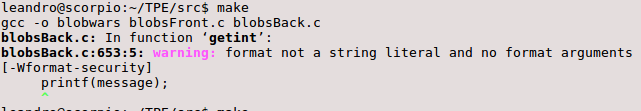 leandro@scorpio:~/TPE/src$ make
gcc -o blobwars blobsFront.c blobsBack.c
blobsBack.c: In function ‘getint’:
blobsBack.c:653:5: warning: format not a string literal and no format arguments
[-Wformat-security]
     printf(message);
     ^
leandro@scorpio:~/TPE/src$ make